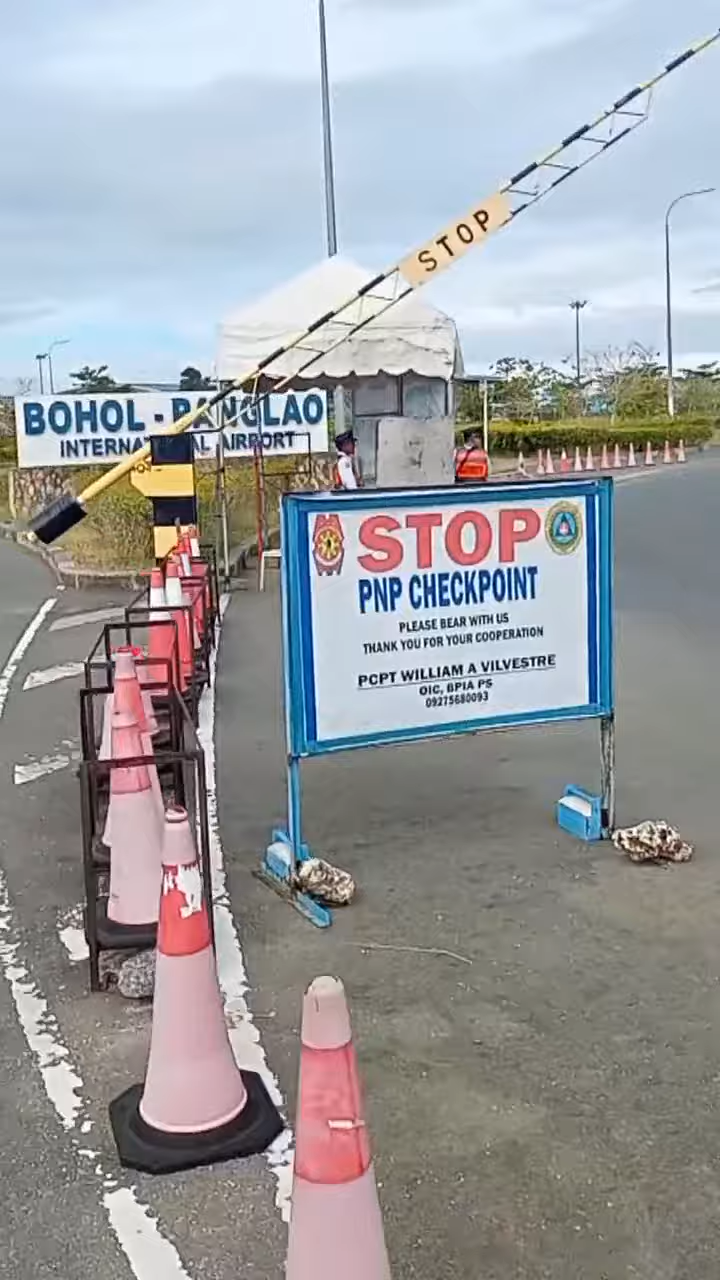 STOP
BOHOL - PANGLAO
INTERNATIONAL AIRPORT
STOP
PNP CHECKPOINT
PLEASE BEAR WITH US
THANK YOU FOR YOUR COOPERATION
PCPT WILLIAM A VILVESTRE
OIC, BPIA PS
09275680093